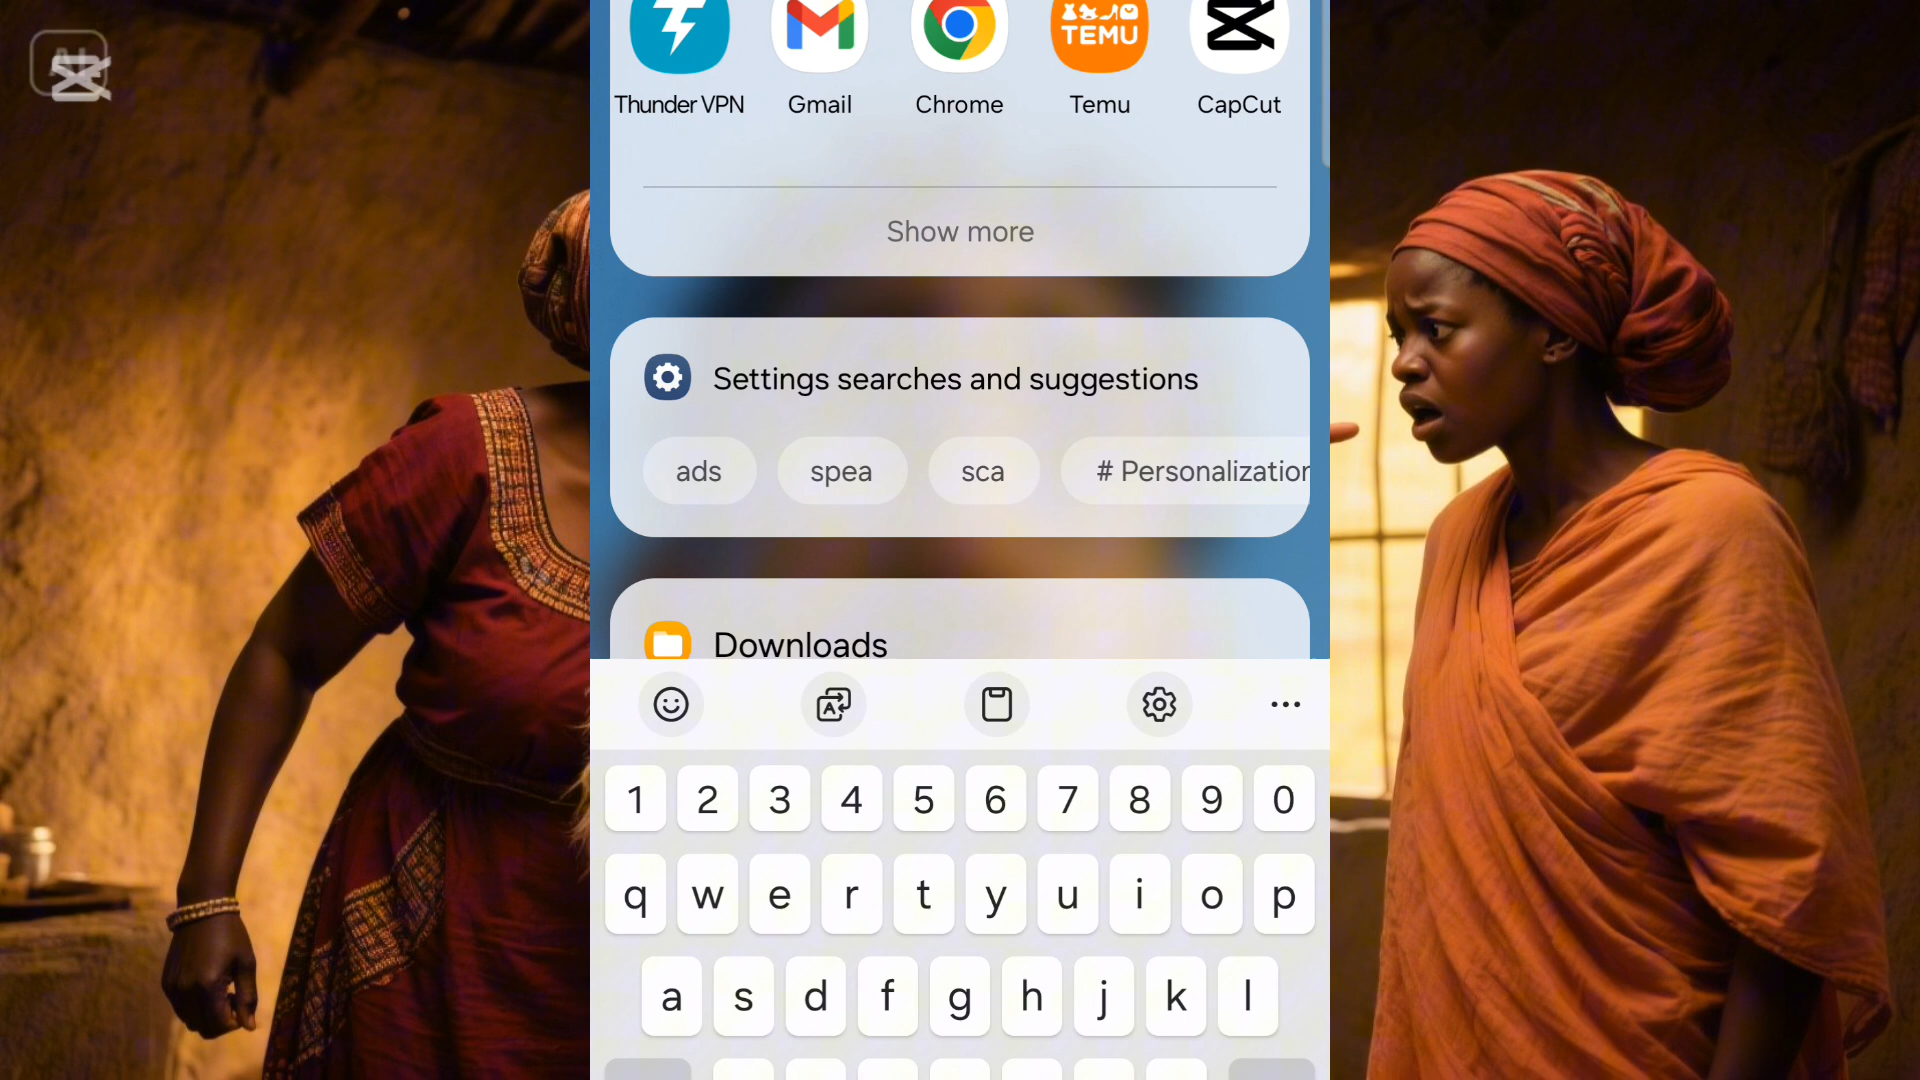 TEMU
Thunder VPN Gmail Chrome Temu CapCut
Show more
Settings searches and suggestions
ads spea sca # Personalization
Downloads
1 2 3 4 5 6 7 8 9 0
q w e r t y u i o p
a s d f g h j k l